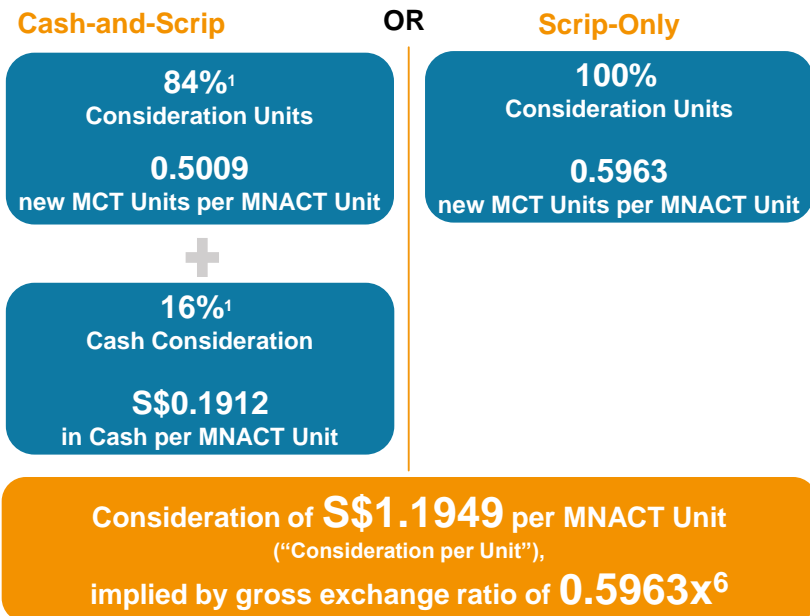 Cash-and-Scrip
OR
Scrip-Only
84%¹
Consideration Units
0.5009
new MCT Units per MNACT Unit
16%¹
Cash Consideration
S$0.1912
in Cash per MNACT Unit
100%
Consideration Units
0.5963
new MCT Units per MNACT Unit
Consideration of S$1.1949 per MNACT Unit
(“Consideration per Unit”),
implied by gross exchange ratio of 0.5963x⁶